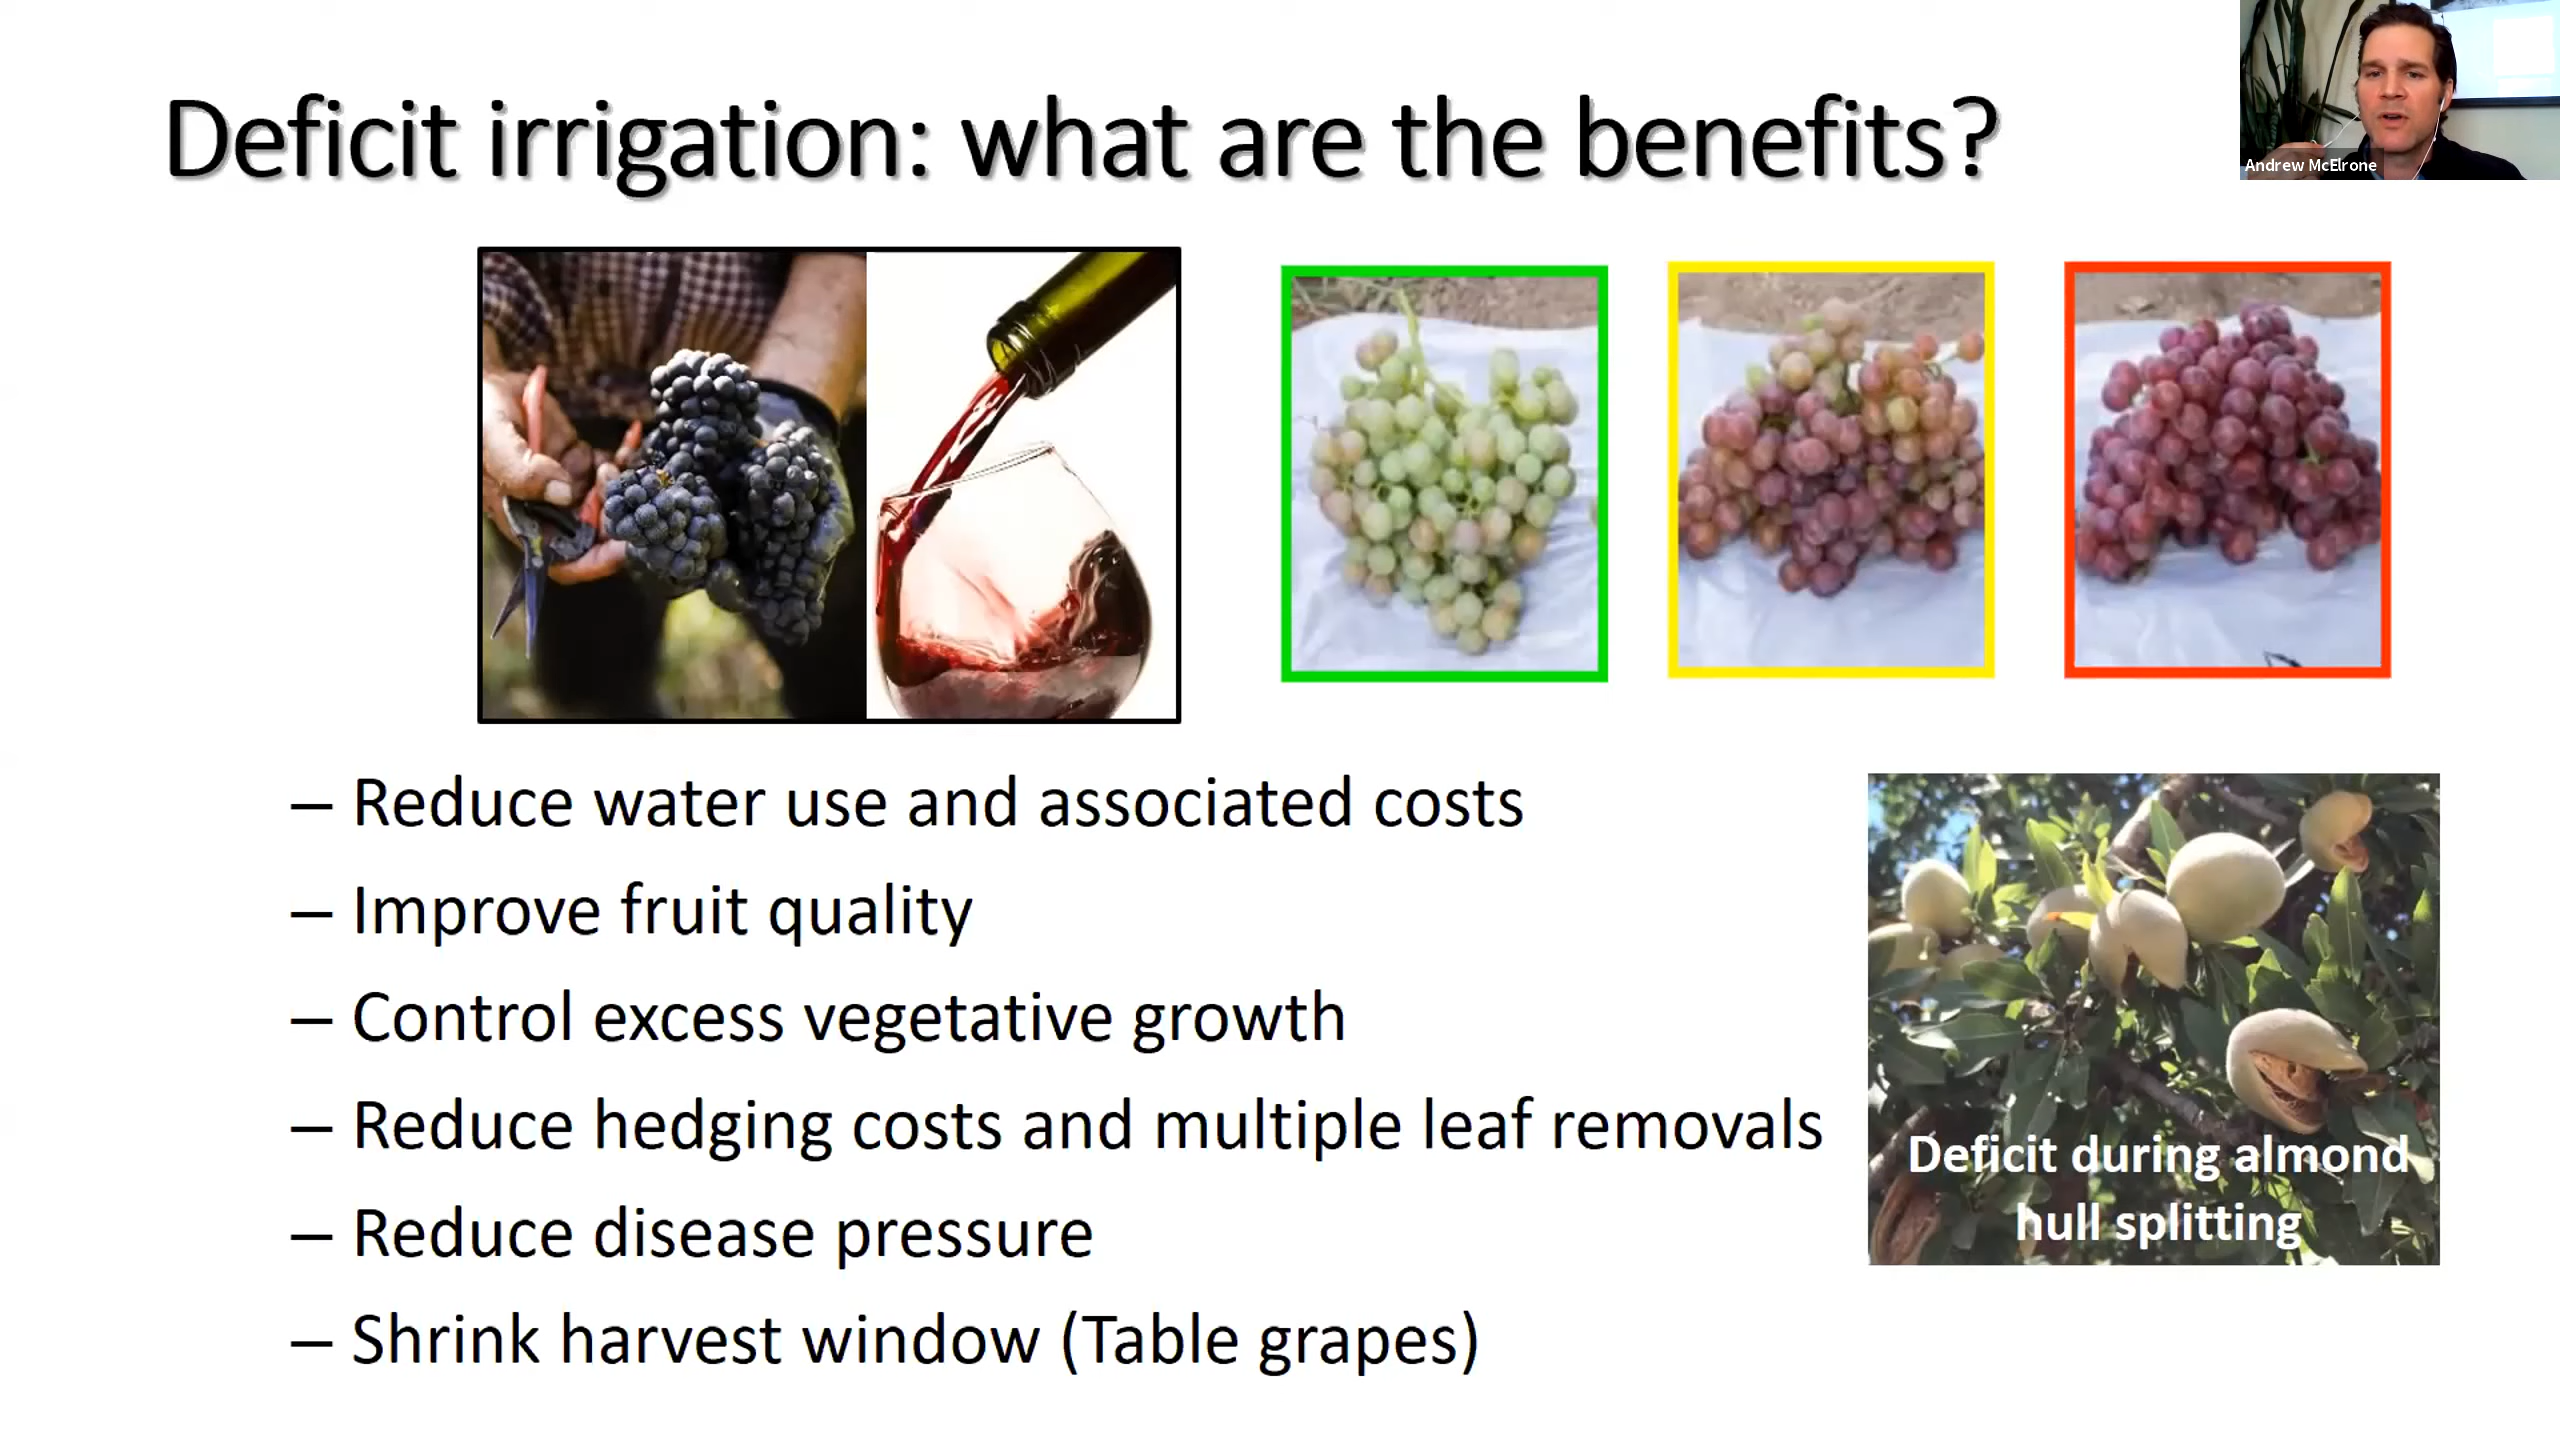 Deficit irrigation: what are the benefits?
Andrew McElrone
– Reduce water use and associated costs
– Improve fruit quality
– Control excess vegetative growth
– Reduce hedging costs and multiple leaf removals
– Reduce disease pressure
– Shrink harvest window (Table grapes)
Deficit during almond
hull splitting